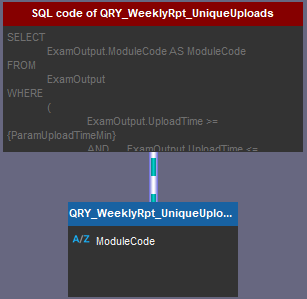 SQL code of QRY_WeeklyRpt_UniqueUploads
SELECT
ExamOutput.ModuleCode AS ModuleCode
FROM
ExamOutput
WHERE
(
ExamOutput.UploadTime >=
{ParamUploadTimeMin}
AND ExamOutput.UploadTime <=
QRY_WeeklyRpt_UniqueUplo...
A/Z ModuleCode